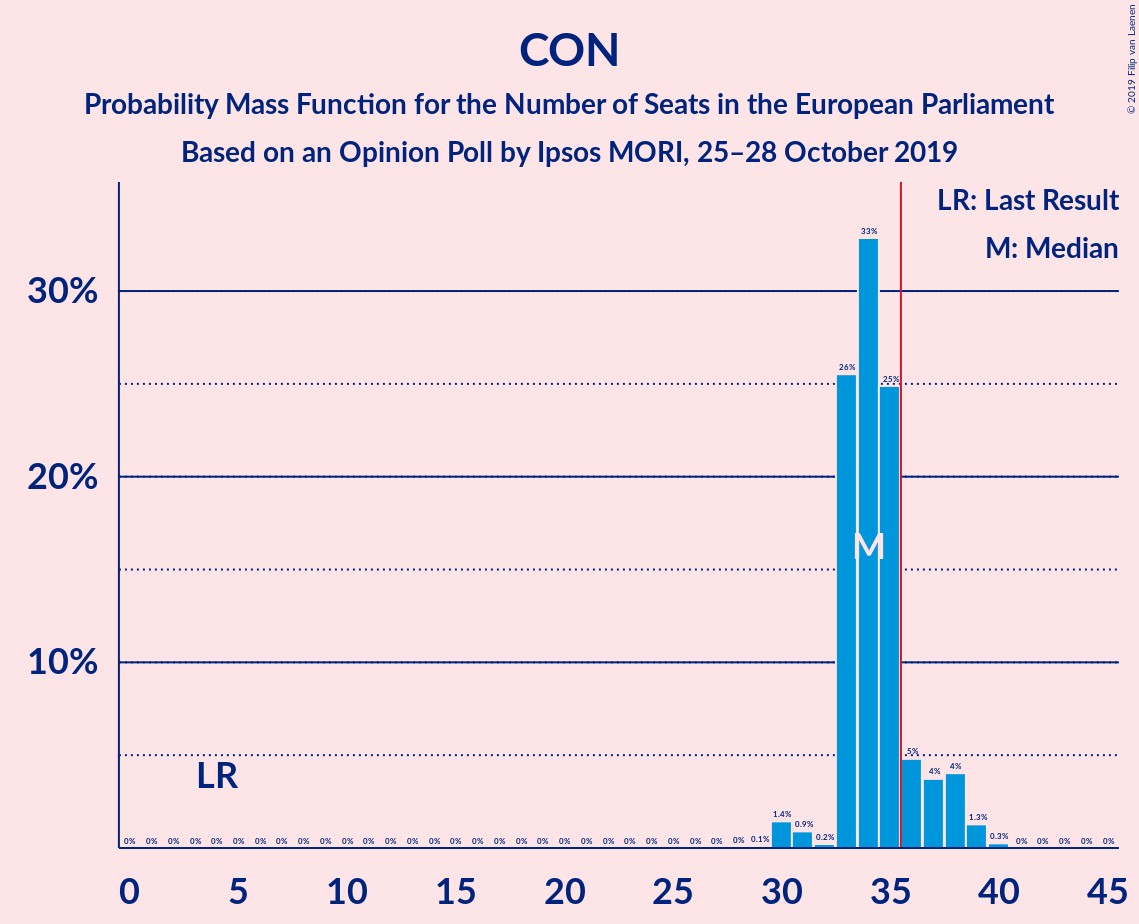 CON
Probability Mass Function for the Number of Seats in the European Parliament
Based on an Opinion Poll by Ipsos MORI, 25–28 October 2019
© 2019 Filip van Laenen
LR: Last Result
M: Median
33%
30%
26%
25%
20%
M
10%
5%
LR
4%
4%
0% 0% 0% 0% 0% 0% 0% 0% 0% 0% 0% 0% 0% 0% 0% 0% 0% 0% 0% 0% 0% 0% 0% 0% 0% 0% 0% 0% 0% 0.1% 1.4% 0.9% 0.2% 1.3% 0.3% 0% 0% 0% 0% 0%
0 5 10 15 20 25 30 35 40 45